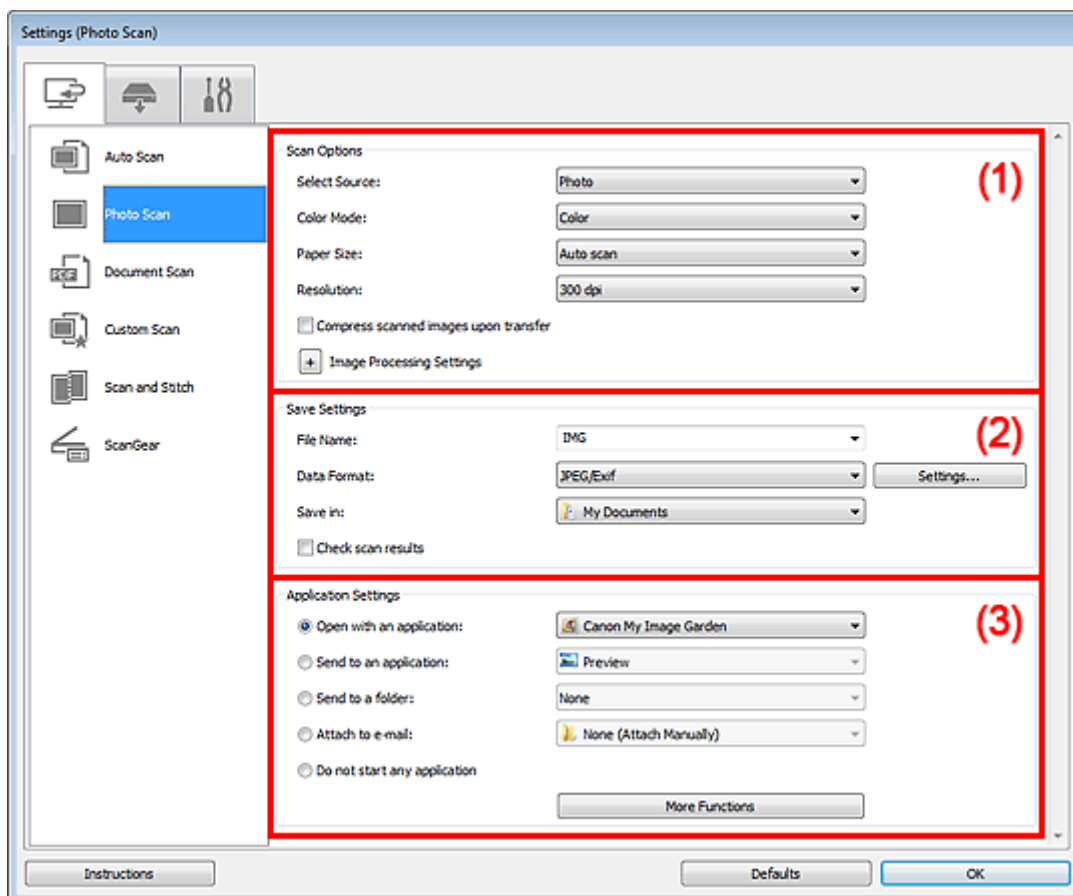 Settings (Photo Scan)
Auto Scan
Photo Scan
PDF
Document Scan
Custom Scan
Scan and Stitch
ScanGear
Scan Options
(1)
Select Source: Photo
Color Mode: Color
Paper Size: Auto scan
Resolution: 300 dpi
Compress scanned images upon transfer
+ Image Processing Settings
Save Settings
(2)
File Name: IMG
Data Format: JPEG/Exif Settings...
Save in: My Documents
Check scan results
Application Settings
(3)
Open with an application: Canon My Image Garden
Send to an application: Preview
Send to a folder: None
Attach to e-mail: None (Attach Manually)
Do not start any application
More Functions
Instructions Defaults OK